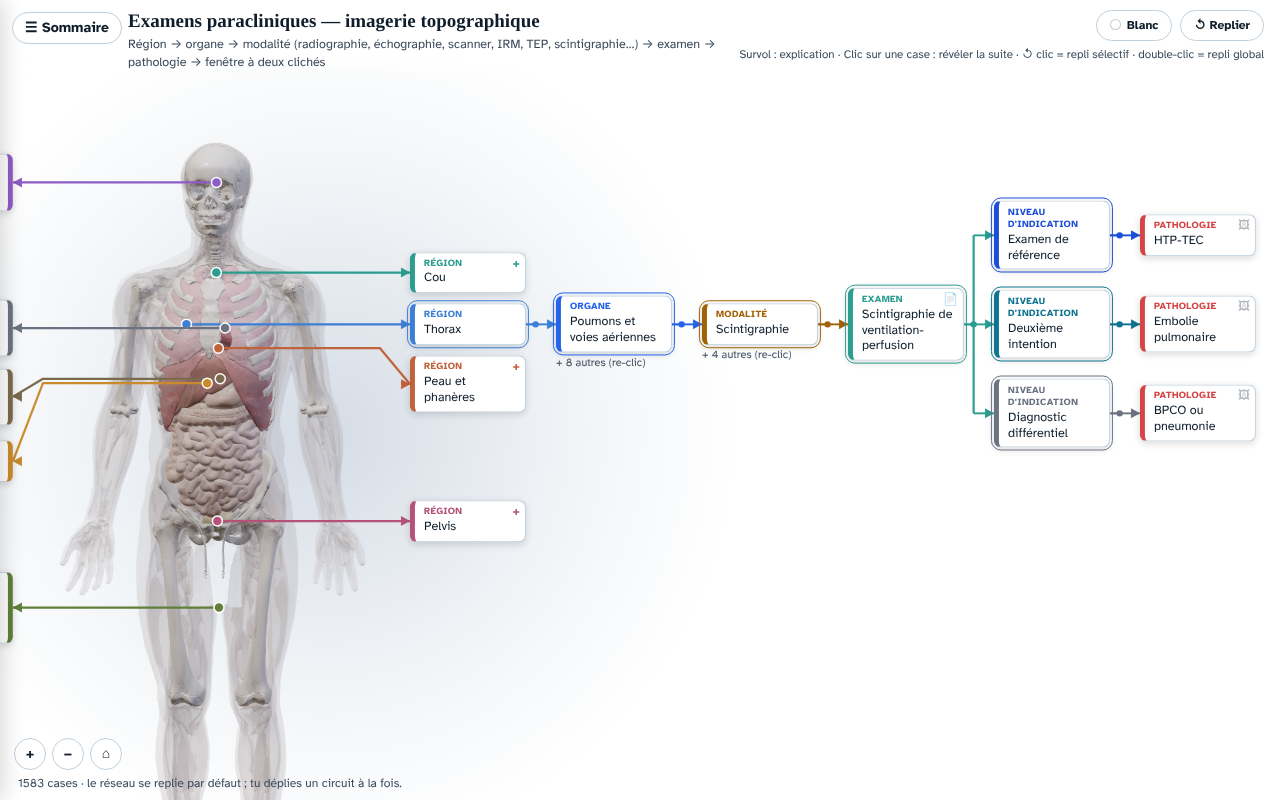 ☰ Sommaire
Examens paracliniques — imagerie topographique
Région → organe → modalité (radiographie, échographie, scanner, IRM, TEP, scintigraphie…) → examen →
pathologie → fenêtre à deux clichés
Blanc
↺ Replier
Survol : explication · Clic sur une case : révéler la suite · ↺ clic = repli sélectif · double-clic = repli global
RÉGION +
Cou
RÉGION
Thorax
RÉGION +
Peau et
phanères
RÉGION +
Pelvis
ORGANE
Poumons et
voies aériennes
+ 8 autres (re-clic)
MODALITÉ
Scintigraphie
+ 4 autres (re-clic)
EXAMEN
Scintigraphie de
ventilation-
perfusion
NIVEAU
D'INDICATION
Examen de
référence
PATHOLOGIE
HTP-TEC
NIVEAU
D'INDICATION
Deuxième
intention
PATHOLOGIE
Embolie
pulmonaire
NIVEAU
D'INDICATION
Diagnostic
différentiel
PATHOLOGIE
BPCO ou
pneumonie
+ − ⌂
1583 cases · le réseau se replie par défaut ; tu déplies un circuit à la fois.